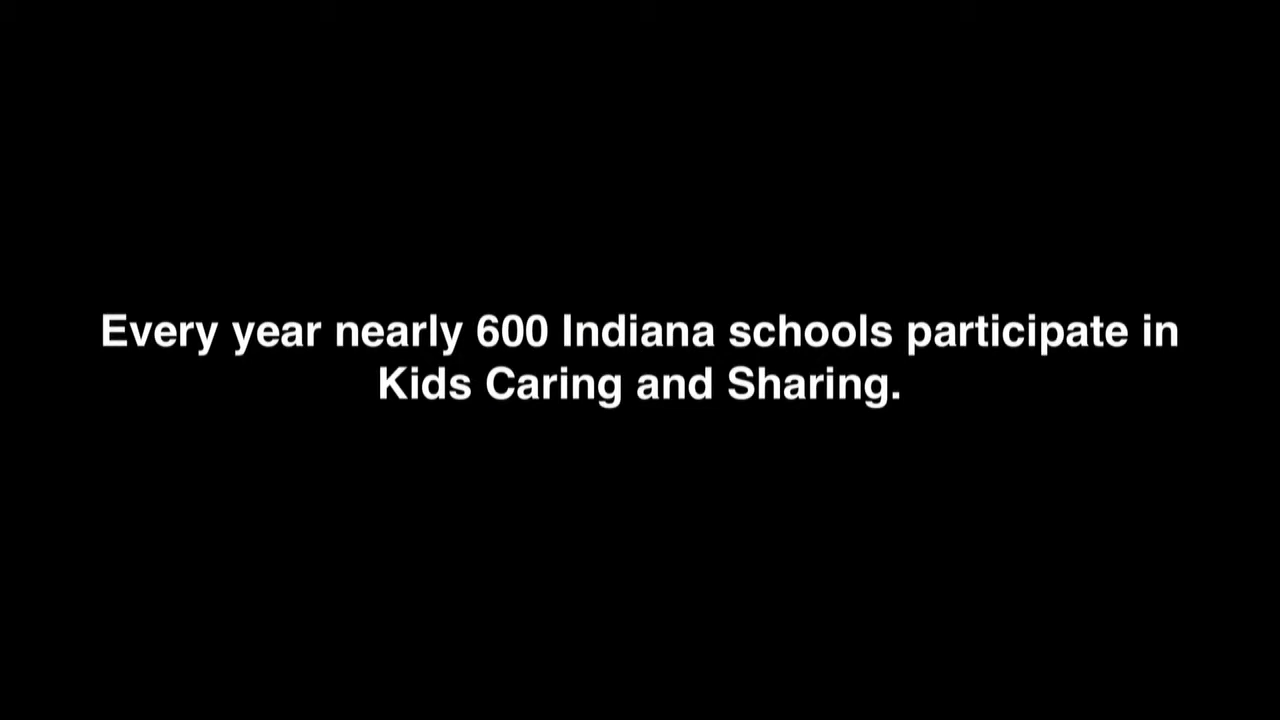 Every year nearly 600 Indiana schools participate in
Kids Caring and Sharing.